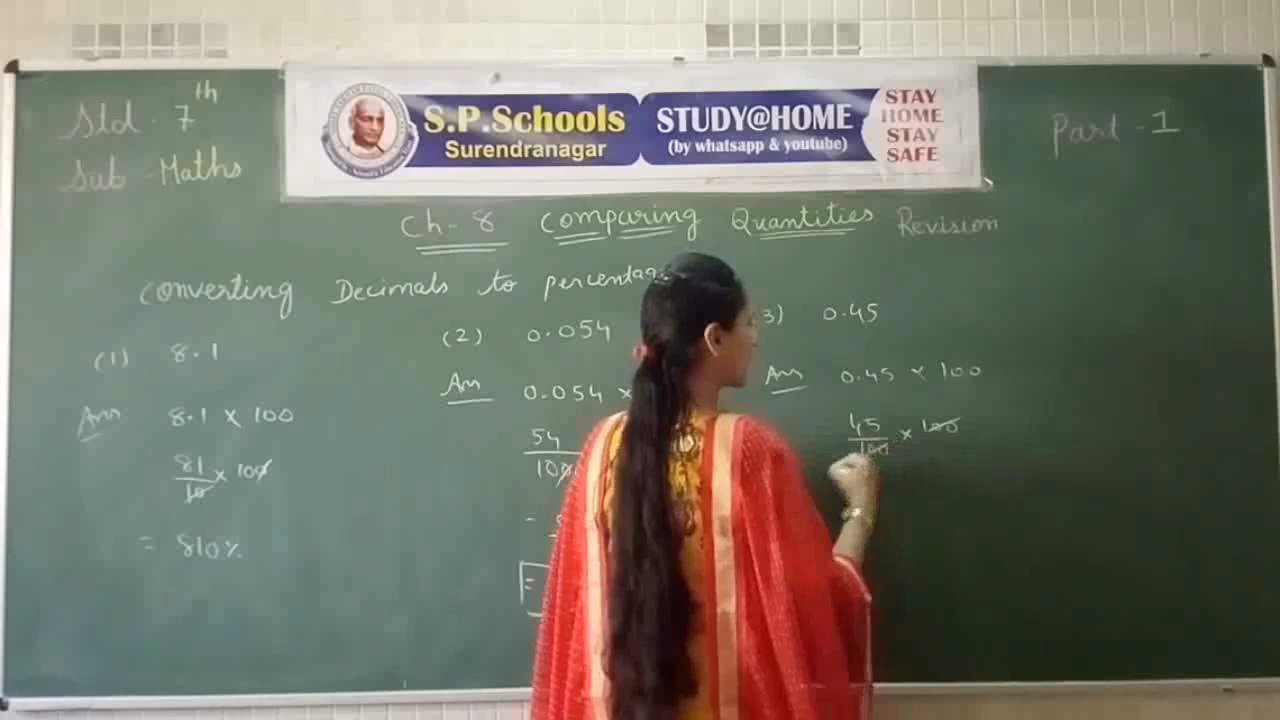 Std. 7th
Sub - Maths
S.P.Schools
Surendranagar
STUDY@HOME
(by whatsapp & youtube)
STAY
HOME
STAY
SAFE
Part - 1
Ch-8 Comparing Quantities Revision
Converting Decimals to percentag
(1) 8.1
Ans 8.1 x 100
81/10 x 100
= 810%
(2) 0.054
Ans 0.054 x
54
100
3) 0.45
Ans 0.45 x 100
45/100 x 100